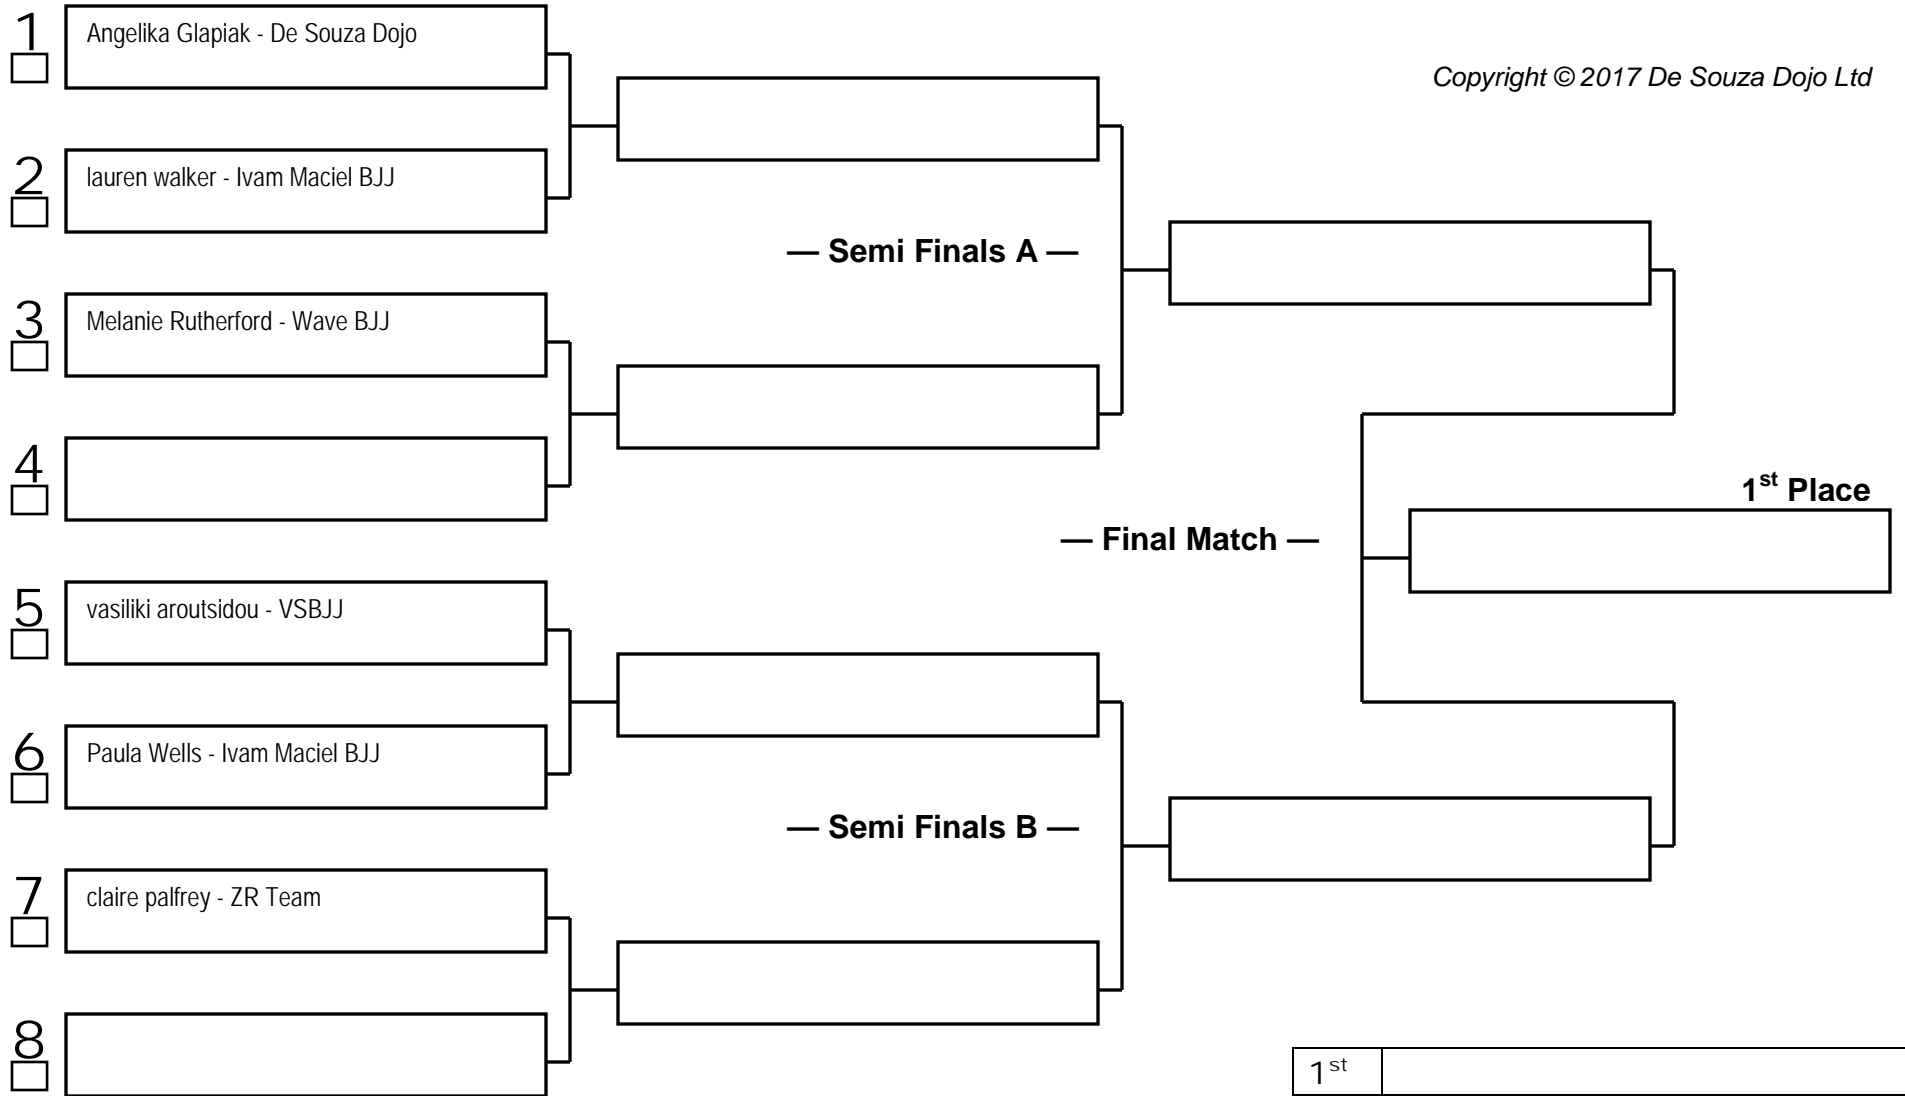 1
Angelika Glapiak - De Souza Dojo
Copyright © 2017 De Souza Dojo Ltd
2
lauren walker - Ivam Maciel BJJ
— Semi Finals A —
3
Melanie Rutherford - Wave BJJ
4
1st Place
— Final Match —
5
vasiliki aroutsidou - VSBJJ
6
Paula Wells - Ivam Maciel BJJ
— Semi Finals B —
7
claire palfrey - ZR Team
8
1st